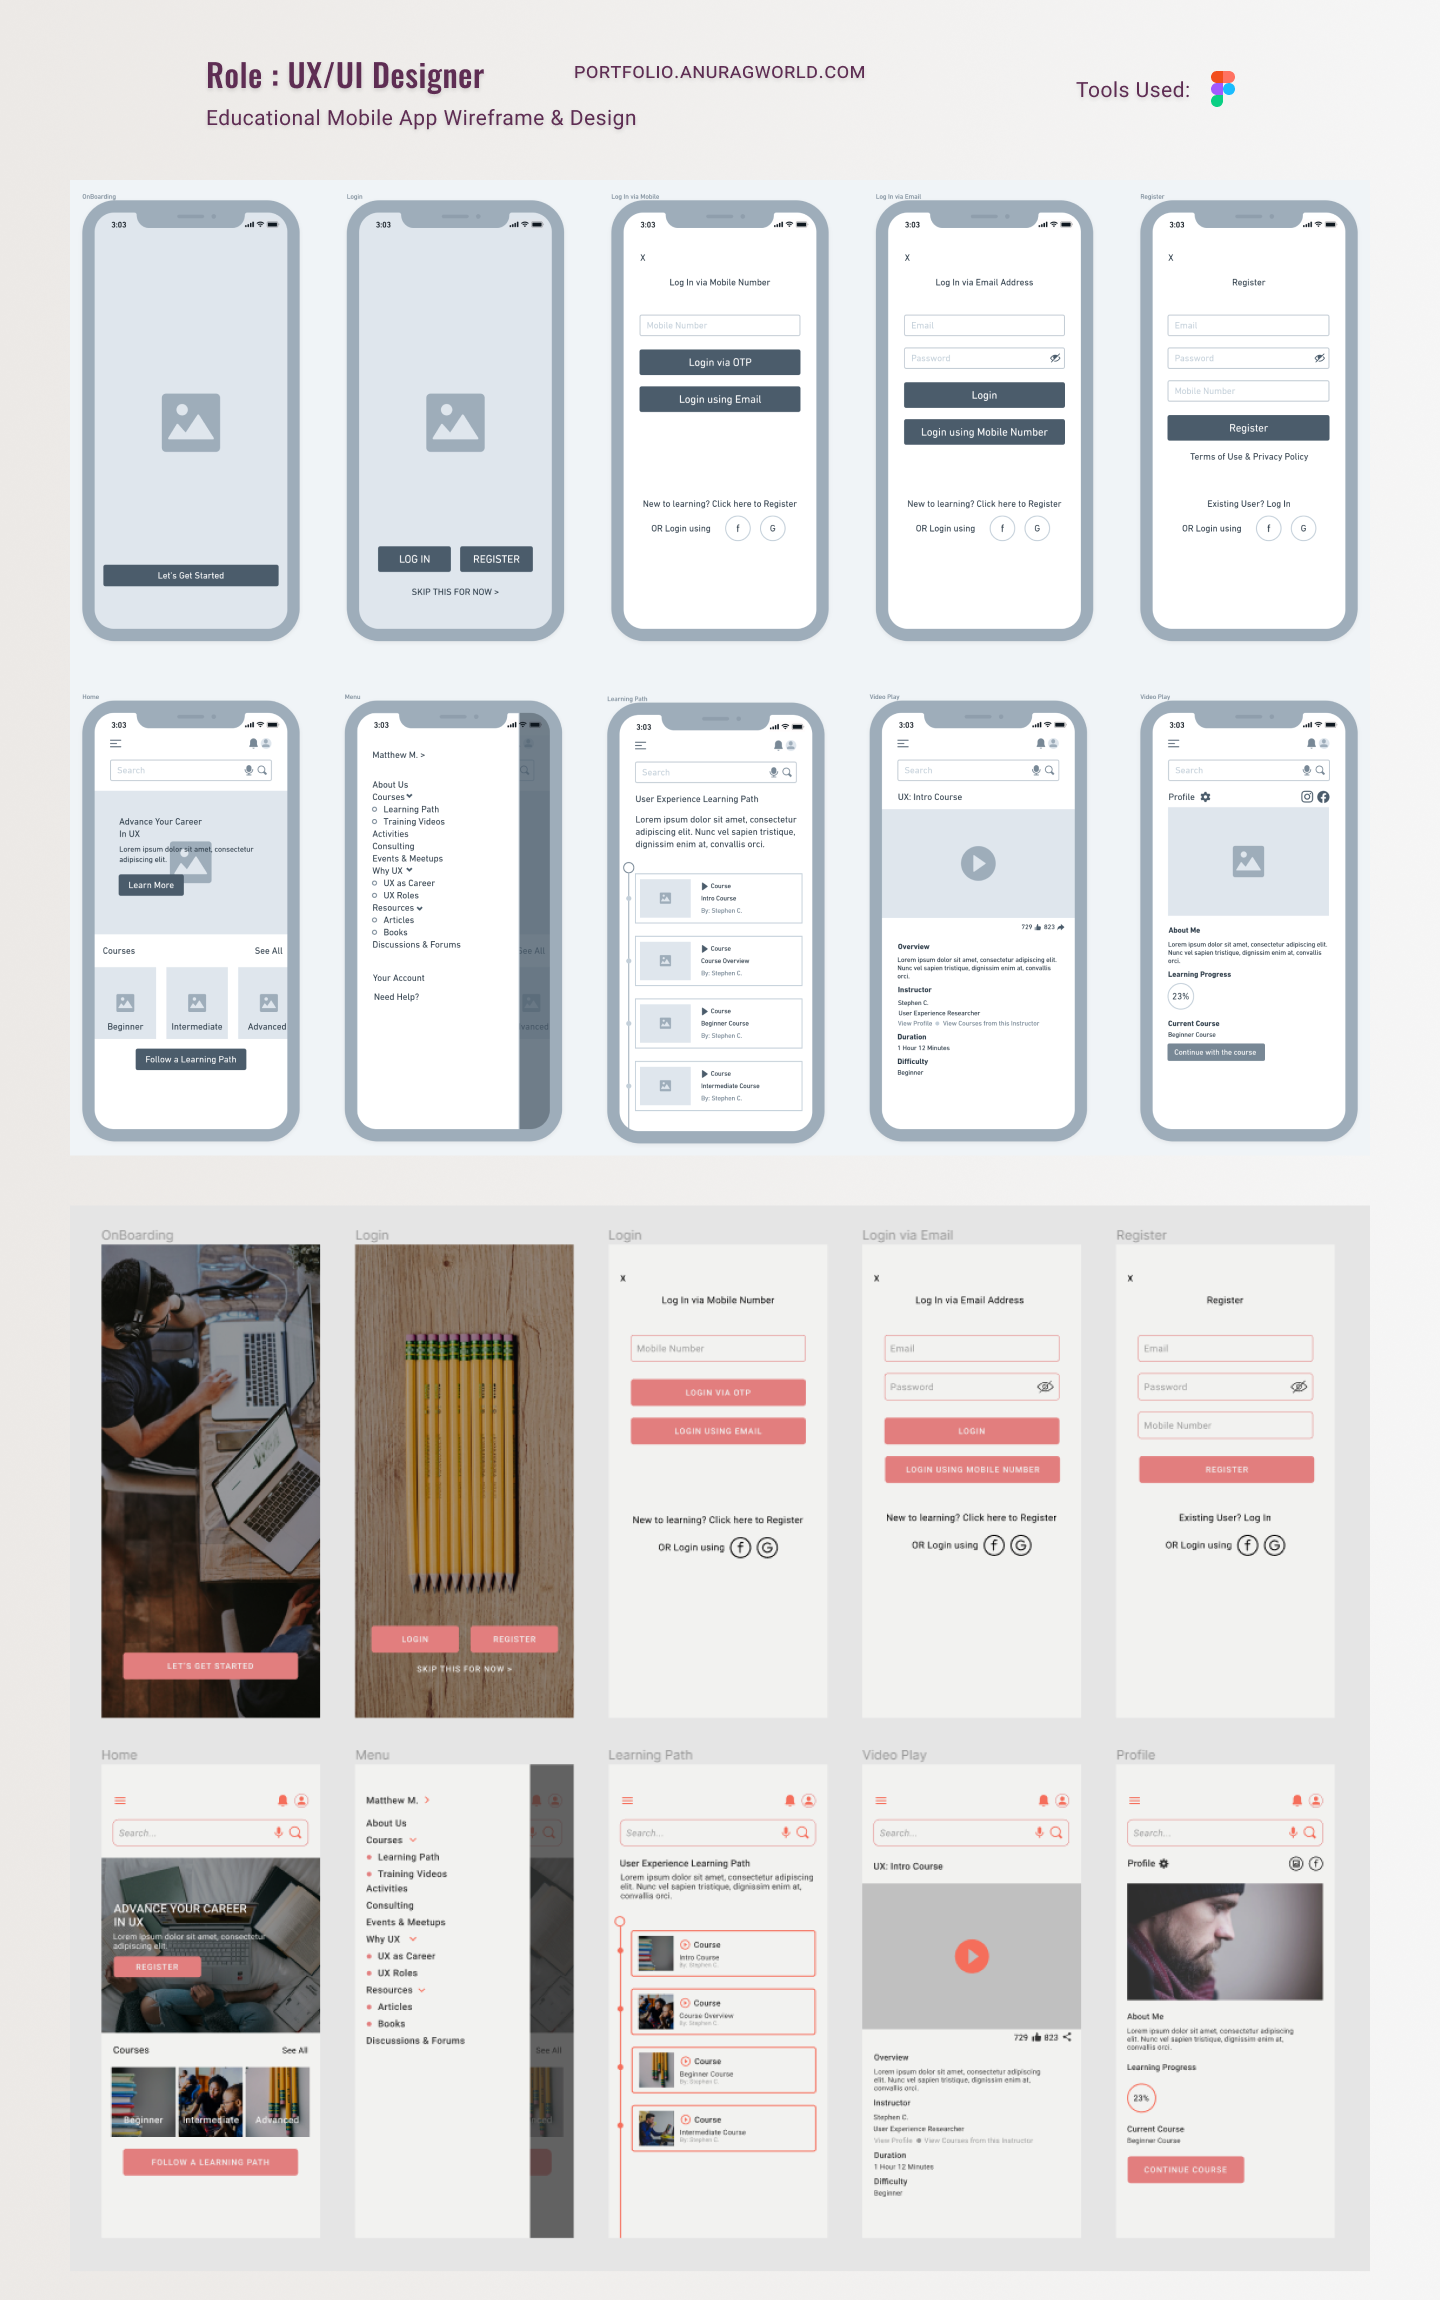 Role : UX/UI Designer
PORTFOLIO.ANURAGWORLD.COM
Tools Used:
Educational Mobile App Wireframe & Design
OnBoarding
3:03
Let's Get Started
Login
3:03
LOG IN
REGISTER
SKIP THIS FOR NOW >
Log In via Mobile
3:03
X
Log In via Mobile Number
Mobile Number
Login via OTP
Login using Email
New to learning? Click here to Register
OR Login using
f
G
Log In via Email
3:03
X
Log In via Email Address
Email
Password
Login
Login using Mobile Number
New to learning? Click here to Register
OR Login using
f
G
Register
3:03
X
Register
Email
Password
Mobile Number
Register
Terms of Use & Privacy Policy
Existing User? Log In
OR Login using
f
G
Home
3:03
Search
Advance Your Career
In UX
Lorem ipsum dolor sit amet, consectetur
adipiscing elit.
Learn More
Courses
See All
Beginner
Intermediate
Advanced
Follow a Learning Path
Menu
3:03
Matthew M. >
About Us
Courses
Learning Path
Training Videos
Activities
Consulting
Events & Meetups
Why UX
UX as Career
UX Roles
Resources
Articles
Books
Discussions & Forums
Your Account
Need Help?
See All
vanced
Learning Path
3:03
Search
User Experience Learning Path
Lorem ipsum dolor sit amet, consectetur
adipiscing elit. Nunc vel sapien tristique,
dignissim enim at, convallis orci.
Course
Intro Course
By: Stephen C.
Course
Course Overview
By: Stephen C.
Course
Beginner Course
By: Stephen C.
Course
Intermediate Course
By: Stephen C.
Video Play
3:03
Search
UX: Intro Course
729
823
Overview
Lorem ipsum dolor sit amet, consectetur adipiscing elit.
Nunc vel sapien tristique, dignissim enim at, convallis
orci.
Instructor
Stephen C.
User Experience Researcher
View Profile
View Courses from this Instructor
Duration
1 Hour 12 Minutes
Difficulty
Beginner
Video Play
3:03
Search
Profile
About Me
Lorem ipsum dolor sit amet, consectetur adipiscing elit.
Nunc vel sapien tristique, dignissim enim at, convallis
orci.
Learning Progress
23%
Current Course
Beginner Course
Continue with the course
OnBoarding
LET'S GET STARTED
Login
LOGIN
REGISTER
SKIP THIS FOR NOW >
Login
X
Log In via Mobile Number
Mobile Number
LOGIN VIA OTP
LOGIN USING EMAIL
New to learning? Click here to Register
OR Login using
f
G
Login via Email
X
Log In via Email Address
Email
Password
LOGIN
LOGIN USING MOBILE NUMBER
New to learning? Click here to Register
OR Login using
f
G
Register
X
Register
Email
Password
Mobile Number
REGISTER
Existing User? Log In
OR Login using
f
G
Home
Search...
ADVANCE YOUR CAREER
IN UX
Lorem ipsum dolor sit amet, consectetur
adipiscing elit.
REGISTER
Courses
See All
Beginner
Intermediate
Advanced
FOLLOW A LEARNING PATH
Menu
Matthew M.
About Us
Courses
Learning Path
Training Videos
Activities
Consulting
Events & Meetups
Why UX
UX as Career
UX Roles
Resources
Articles
Books
Discussions & Forums
See All
nced
Learning Path
Search...
User Experience Learning Path
Lorem ipsum dolor sit amet, consectetur adipiscing
elit. Nunc vel sapien tristique, dignissim enim at,
convallis orci.
Course
Intro Course
By: Stephen C.
Course
Course Overview
By: Stephen C.
Course
Beginner Course
By: Stephen C.
Course
Intermediate Course
By: Stephen C.
Video Play
Search...
UX: Intro Course
729
823
Overview
Lorem ipsum dolor sit amet, consectetur adipiscing
elit. Nunc vel sapien tristique, dignissim enim at,
convallis orci.
Instructor
Stephen C.
User Experience Researcher
View Profile
View Courses from this Instructor
Duration
1 Hour 12 Minutes
Difficulty
Beginner
Profile
Search...
Profile
About Me
Lorem ipsum dolor sit amet, consectetur adipiscing
elit. Nunc vel sapien tristique, dignissim enim at,
convallis orci.
Learning Progress
23%
Current Course
Beginner Course
CONTINUE COURSE